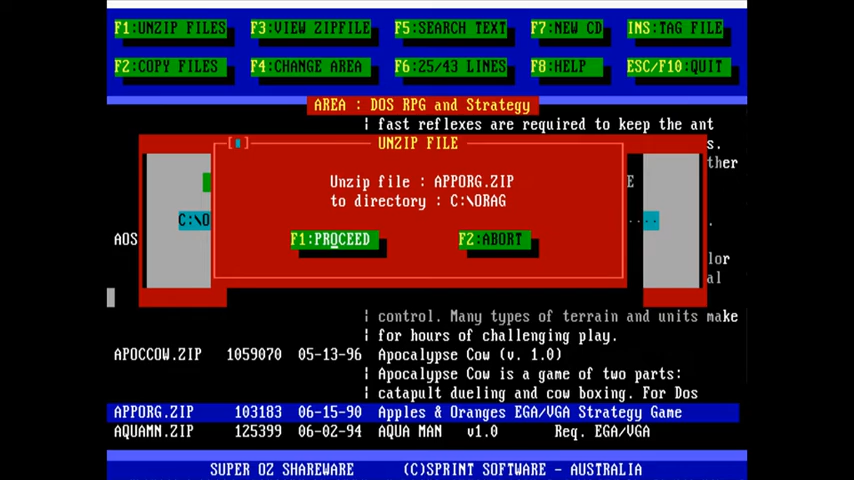 F1:UNZIP FILES F3:VIEW ZIPFILE F5:SEARCH TEXT F7:NEW CD INS:TAG FILE
F2:COPY FILES F4:CHANGE AREA F6:25/43 LINES F8:HELP ESC/F10:QUIT
AREA : DOS RPG and Strategy
¦ fast reflexes are required to keep the ant
[■] UNZIP FILE s.
ther
Unzip file : APPORG.ZIP E
to directory : C:\ORAG
C:\O .... .
AOS F1:PROCEED F2:ABORT
lor
al
¦ control. Many types of terrain and units make
¦ for hours of challenging play.
APOCCOW.ZIP 1059070 05-13-96 Apocalypse Cow (v. 1.0)
¦ Apocalypse Cow is a game of two parts:
¦ catapult dueling and cow boxing. For Dos
APPORG.ZIP 103183 06-15-90 Apples & Oranges EGA/VGA Strategy Game
AQUAMN.ZIP 125399 06-02-94 AQUA MAN v1.0 Req. EGA/VGA
SUPER OZ SHAREWARE (C)SPRINT SOFTWARE - AUSTRALIA